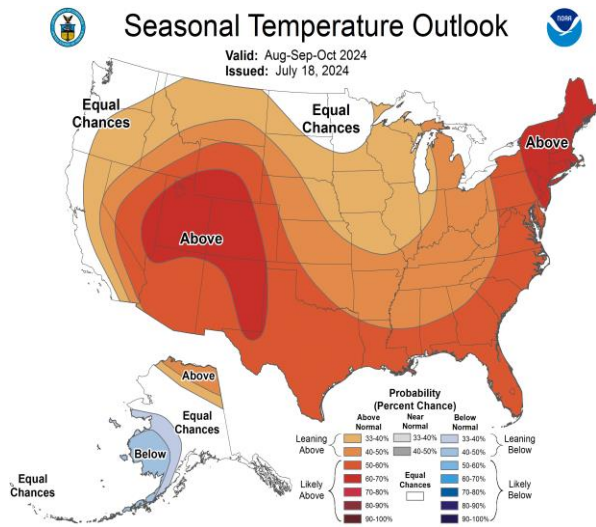 Seasonal Temperature Outlook
Valid: Aug-Sep-Oct 2024
Issued: July 18, 2024
NOAA
Equal
Chances
Equal
Chances
Above
Above
Above
Equal
Chances
Below
Equal
Chances
Probability
(Percent Chance)
Above Normal
Near Normal
Below Normal
Leaning Above
33-40%
33-40%
33-40%
Leaning Below
40-50%
40-50%
40-50%
Likely Above
50-60%
Equal Chances
50-60%
Likely Below
60-70%
60-70%
70-80%
70-80%
80-90%
80-90%
90-100%
90-100%